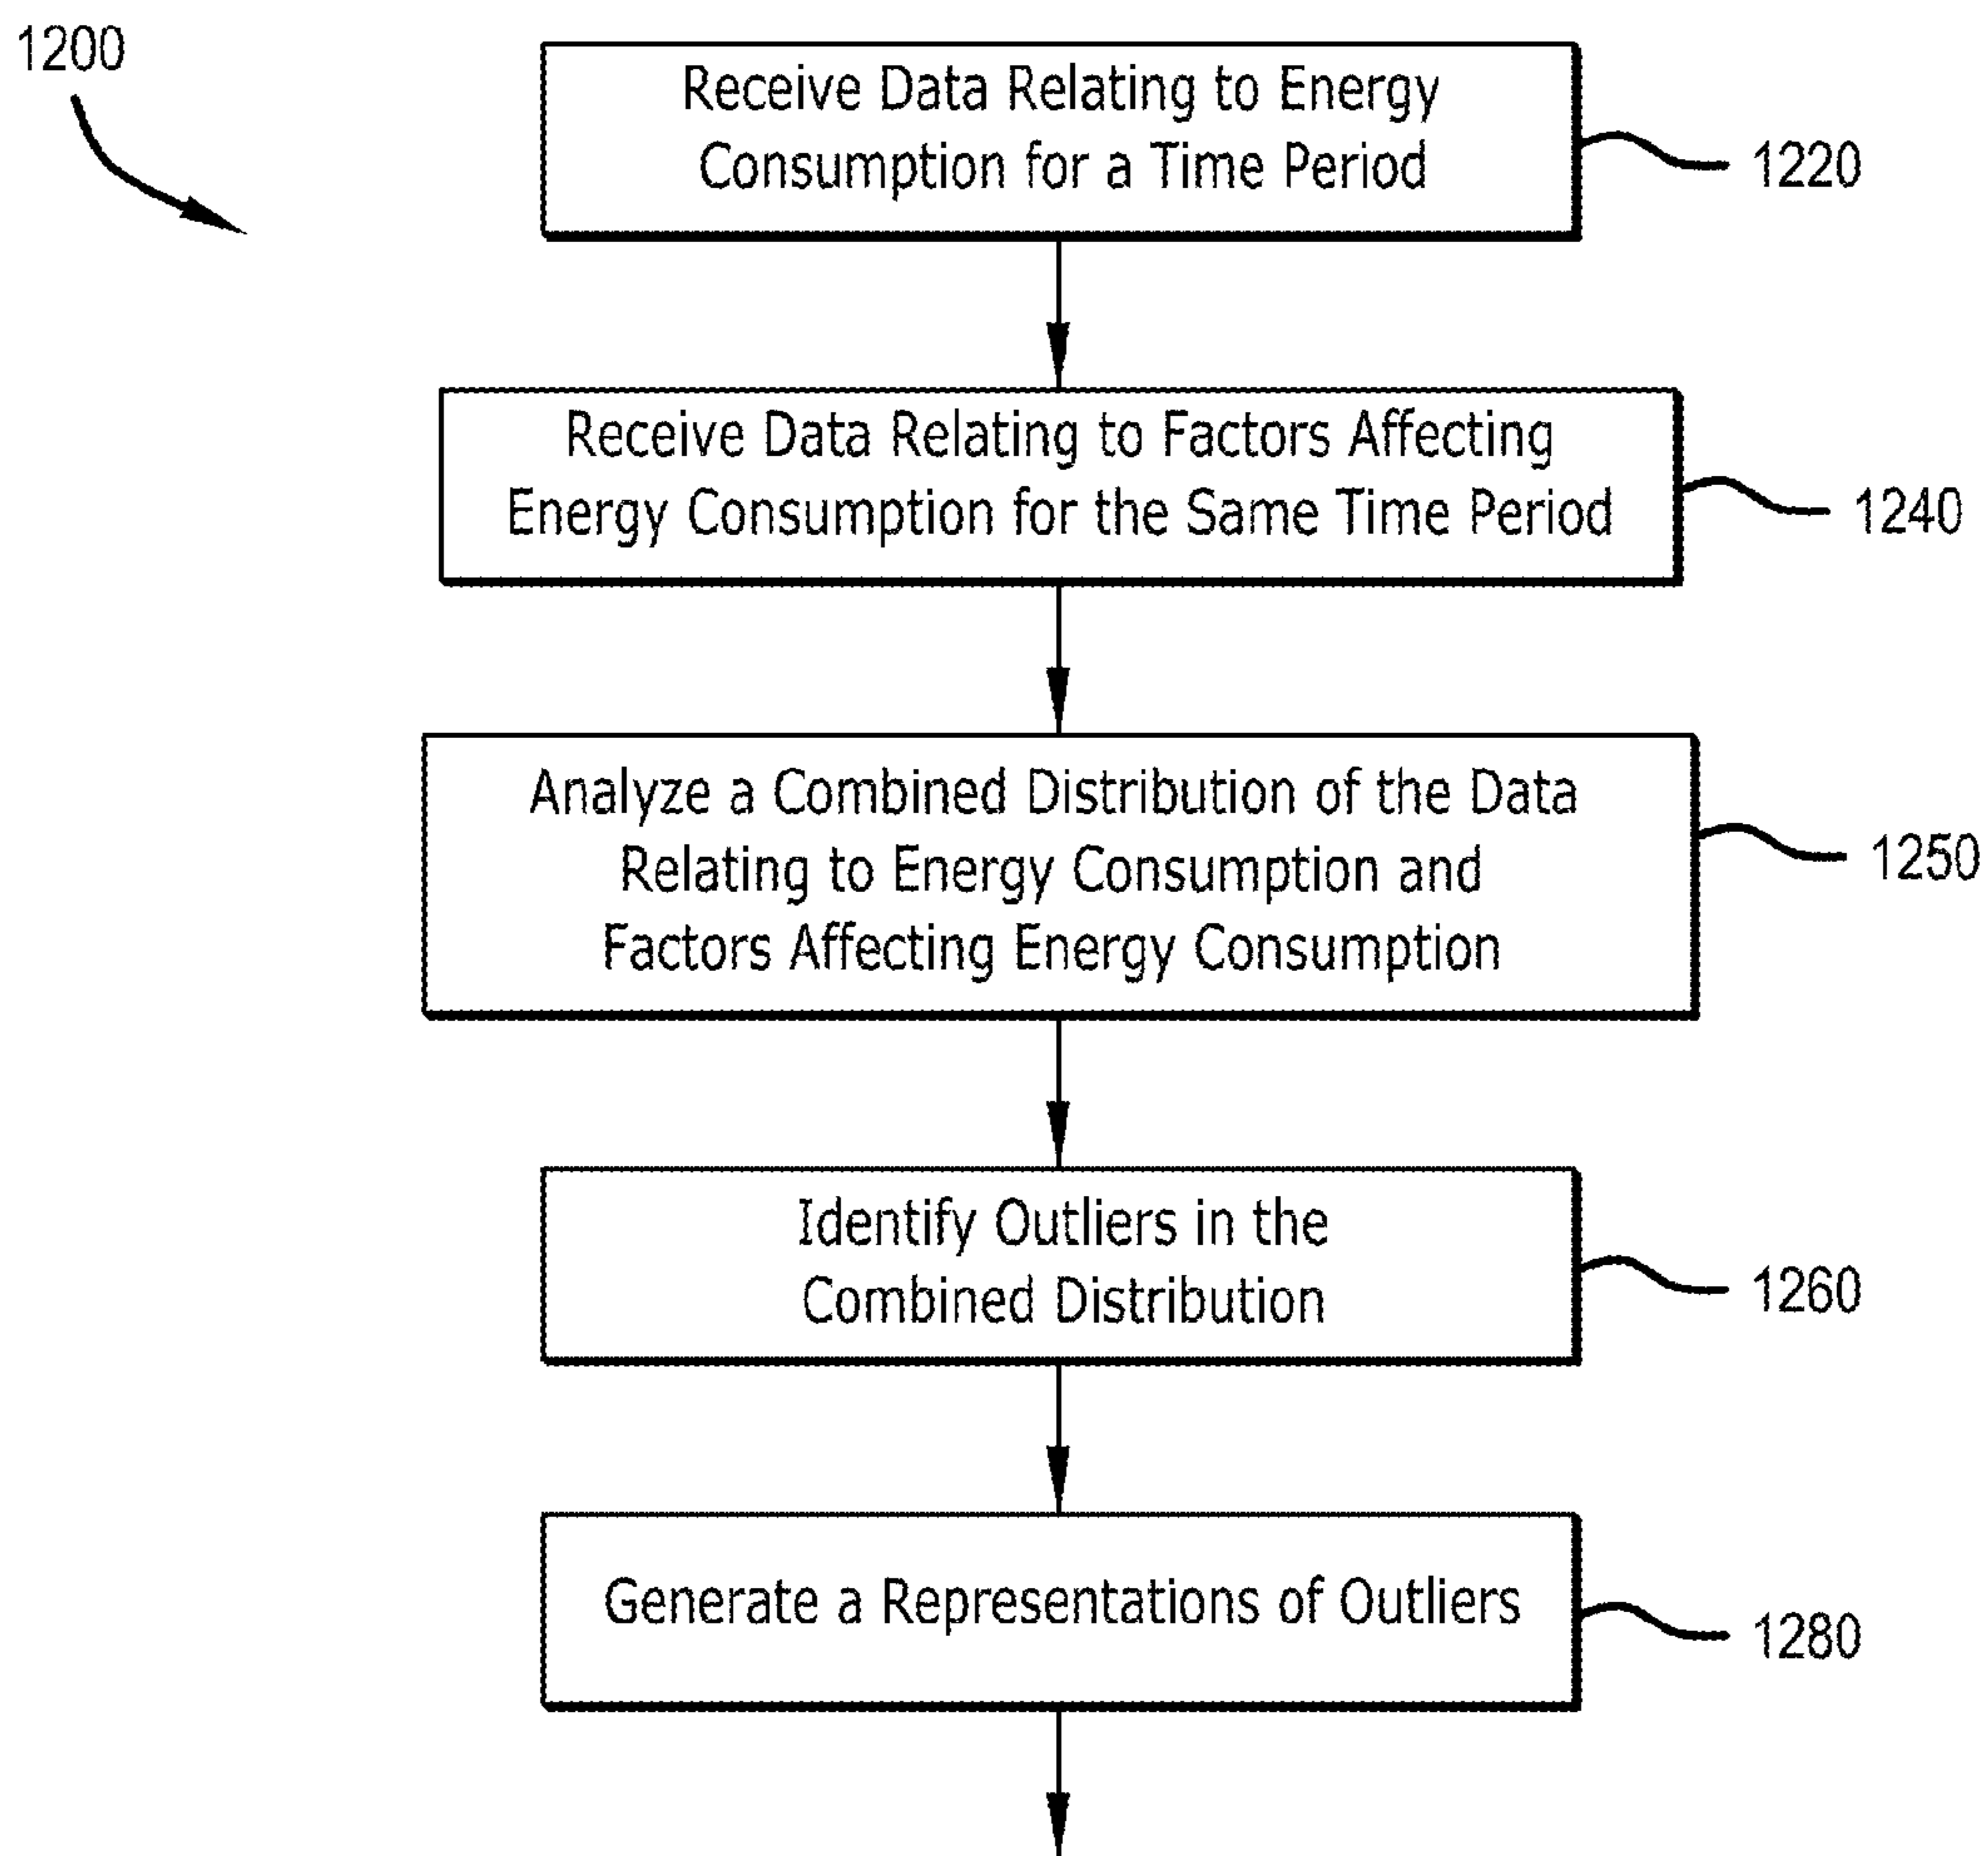 1200
Receive Data Relating to Energy
Consumption for a Time Period
1220
Receive Data Relating to Factors Affecting
Energy Consumption for the Same Time Period
1240
Analyze a Combined Distribution of the Data
Relating to Energy Consumption and
Factors Affecting Energy Consumption
1250
Identify Outliers in the
Combined Distribution
1260
Generate a Representations of Outliers
1280